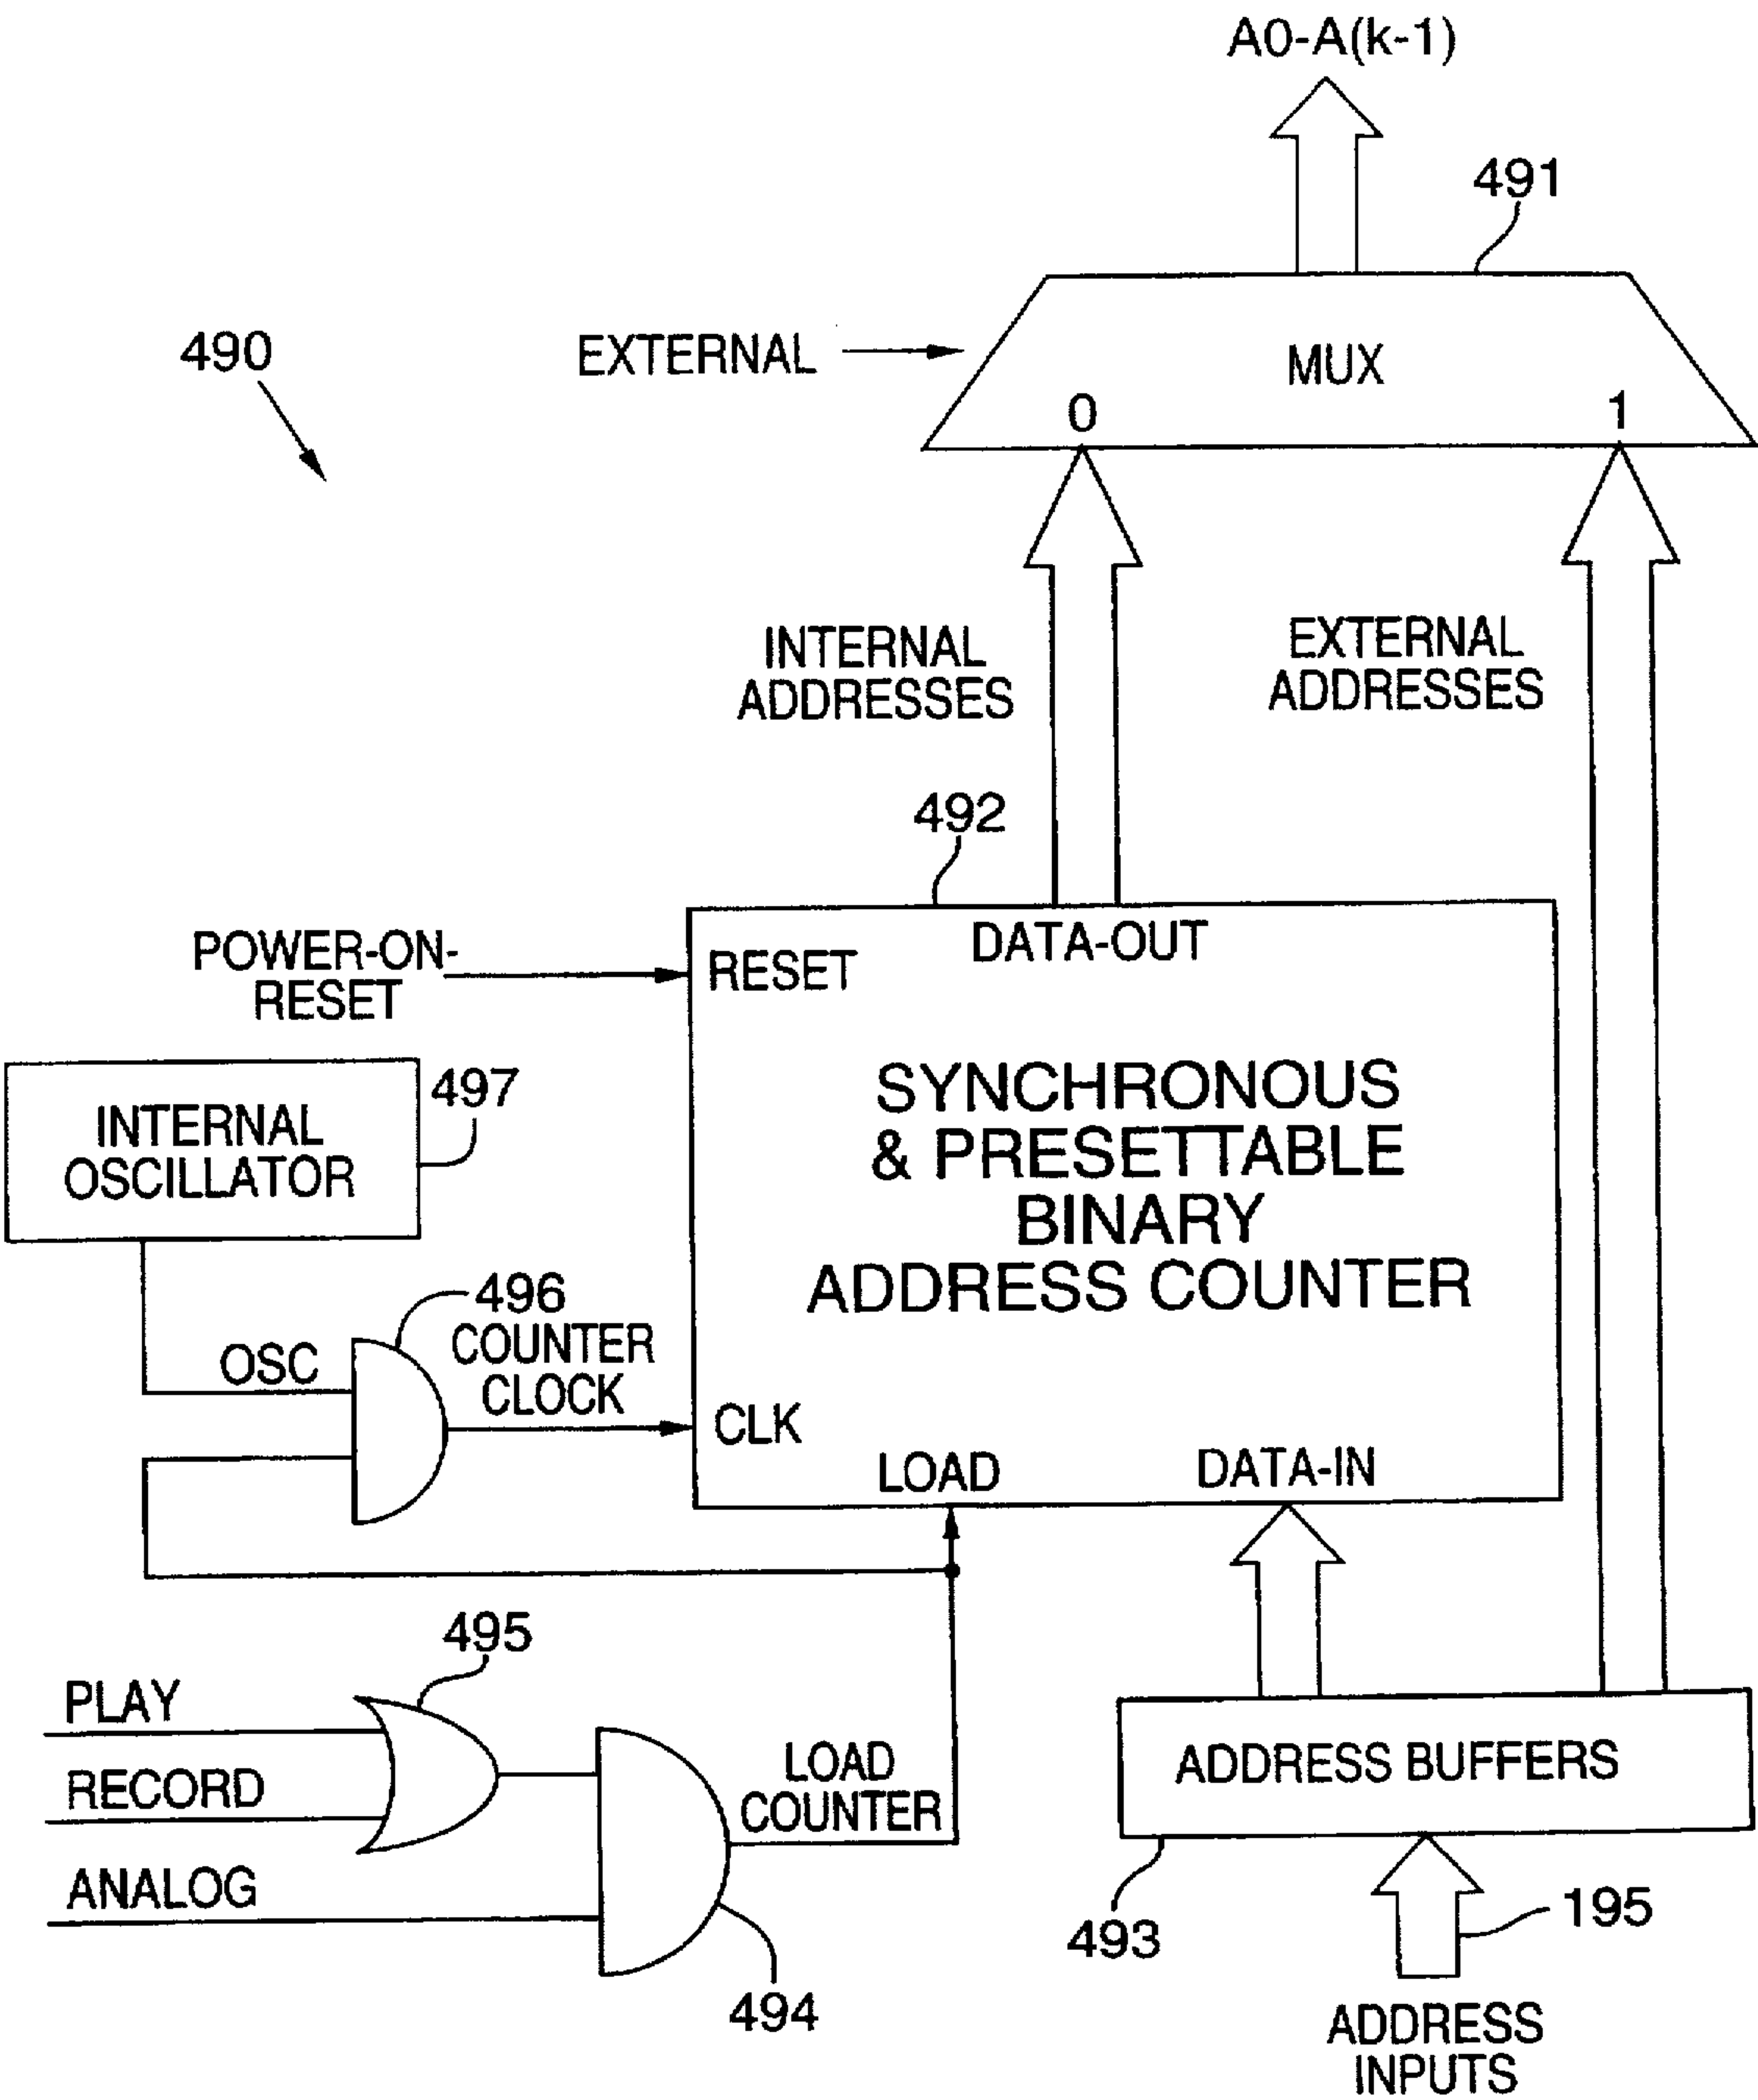 A0-A(k-1)
491
490
EXTERNAL
MUX
0
1
INTERNAL
ADDRESSES
EXTERNAL
ADDRESSES
492
POWER-ON-
RESET
RESET
DATA-OUT
497
INTERNAL
OSCILLATOR
SYNCHRONOUS
& PRESETTABLE
BINARY
ADDRESS COUNTER
496
OSC
COUNTER
CLOCK
CLK
LOAD
DATA-IN
495
PLAY
RECORD
ANALOG
LOAD
COUNTER
494
ADDRESS BUFFERS
493
195
ADDRESS
INPUTS